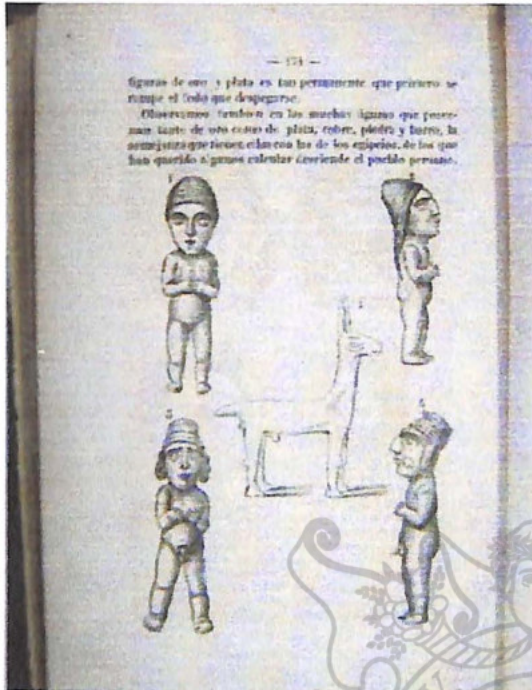 — 174 —
figuras de oro y plata es tan permanente que primero se
rompe el todo que despegarse.
Observamos tambien en las muchas figuras que posee-
mos tanto de oro como de plata, cobre, piedra y barro, la
semejanza que tienen ellas con las de los egipcios, de los que
han querido algunos calcular desciende el pueblo peruano.